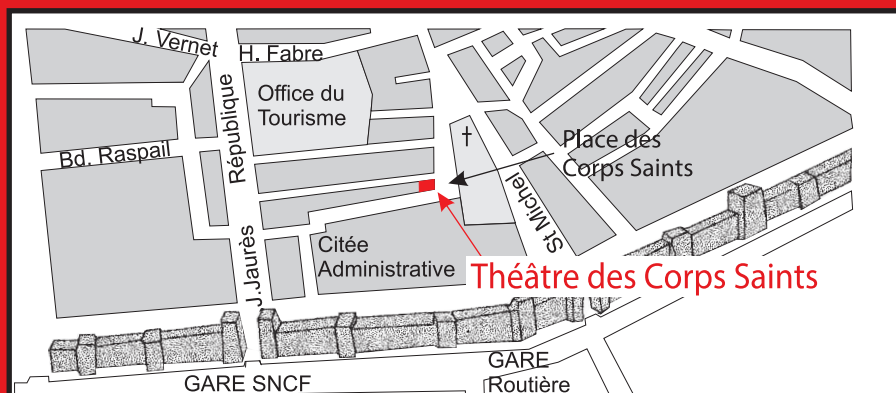 J. Vernet
H. Fabre
République
Office du
Tourisme
Bd. Raspail
Place des
Corps Saints
St Michel
J.Jaurès
Citée
Administrative
Théâtre des Corps Saints
GARE SNCF
GARE
Routière